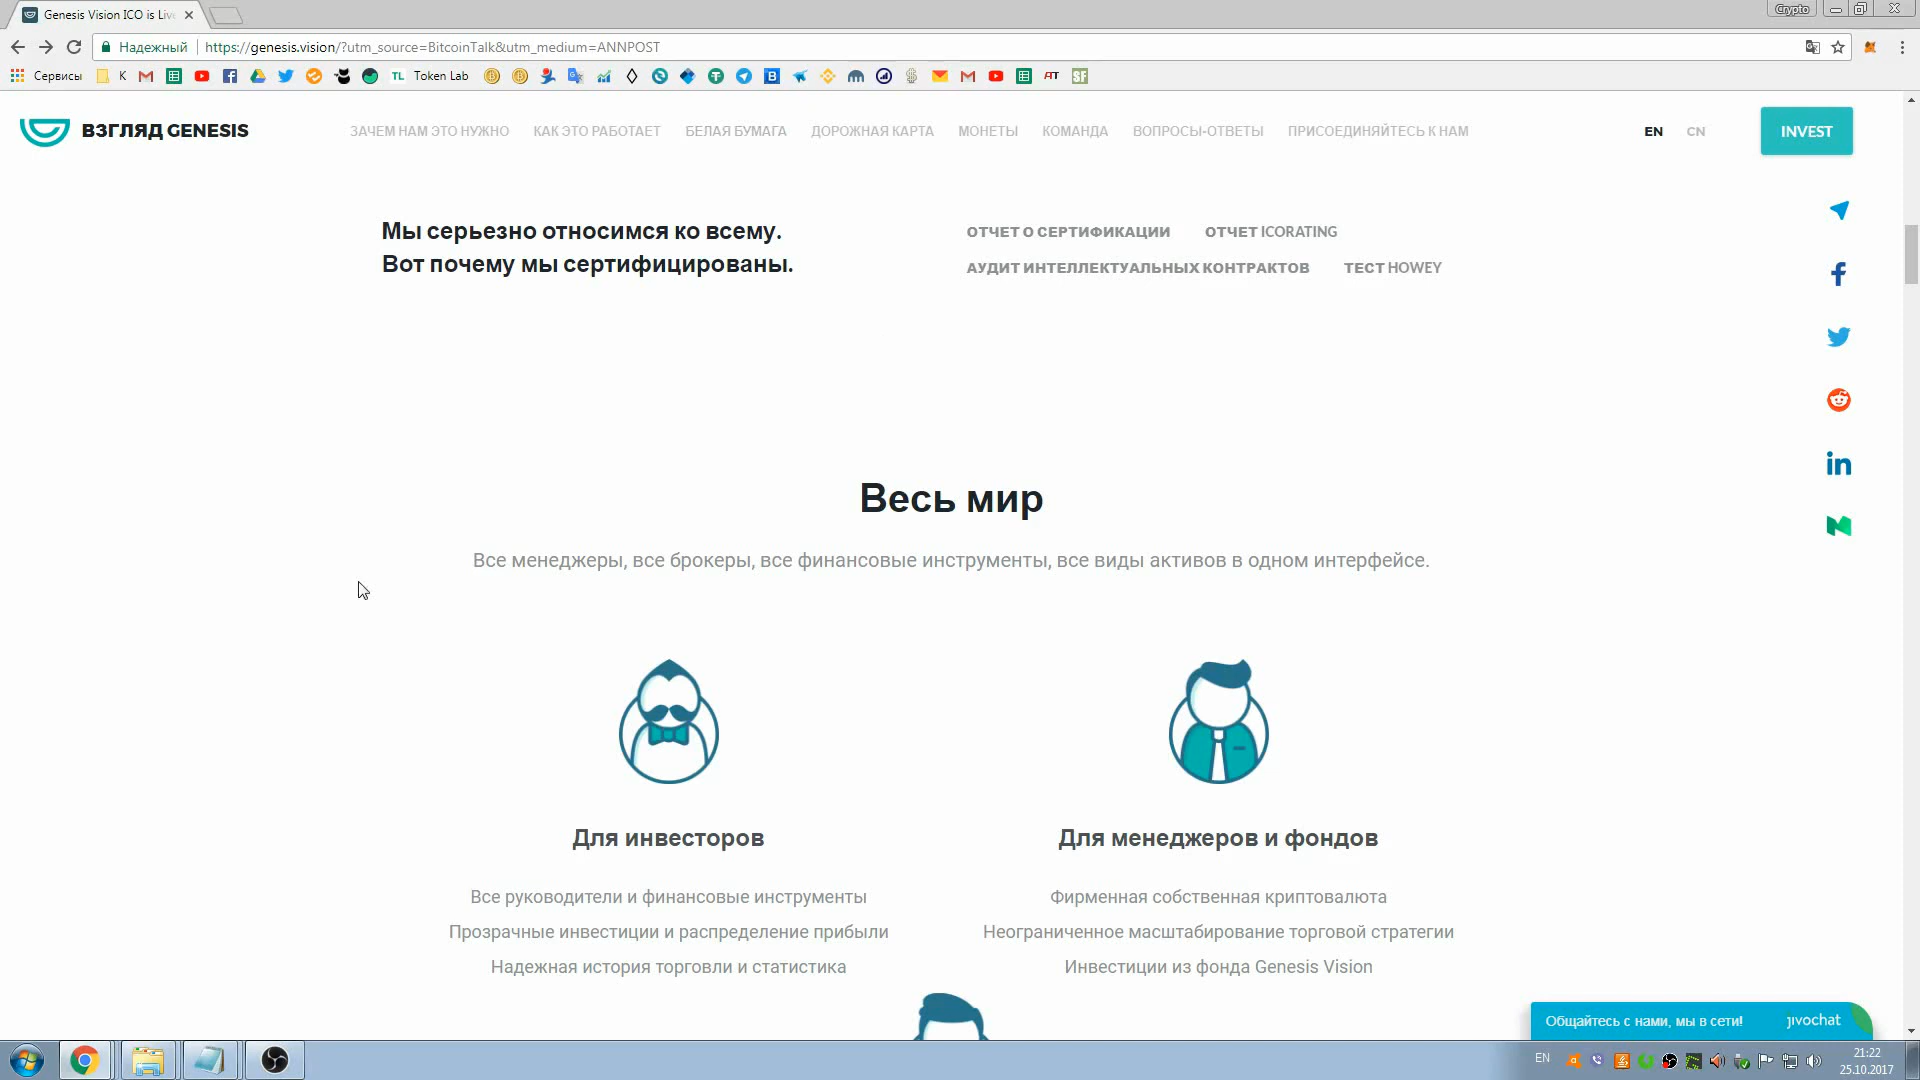 Genesis Vision ICO is Liv
Crypto
Надежный
https://genesis.vision/?utm_source=BitcoinTalk&utm_medium=ANNPOST
Сервисы
K
TL
Token Lab
AT
SF
ВЗГЛЯД GENESIS
ЗАЧЕМ НАМ ЭТО НУЖНО
КАК ЭТО РАБОТАЕТ
БЕЛАЯ БУМАГА
ДОРОЖНАЯ КАРТА
МОНЕТЫ
КОМАНДА
ВОПРОСЫ-ОТВЕТЫ
ПРИСОЕДИНЯЙТЕСЬ К НАМ
EN
CN
INVEST
Мы серьезно относимся ко всему.
Вот почему мы сертифицированы.
ОТЧЕТ О СЕРТИФИКАЦИИ
ОТЧЕТ ICORATING
АУДИТ ИНТЕЛЛЕКТУАЛЬНЫХ КОНТРАКТОВ
ТЕСТ HOWEY
Весь мир
Все менеджеры, все брокеры, все финансовые инструменты, все виды активов в одном интерфейсе.
Для инвесторов
Все руководители и финансовые инструменты
Прозрачные инвестиции и распределение прибыли
Надежная история торговли и статистика
Для менеджеров и фондов
Фирменная собственная криптовалюта
Неограниченное масштабирование торговой стратегии
Инвестиции из фонда Genesis Vision
Общайтесь с нами, мы в сети!
jivochat
EN
21:22
25.10.2017